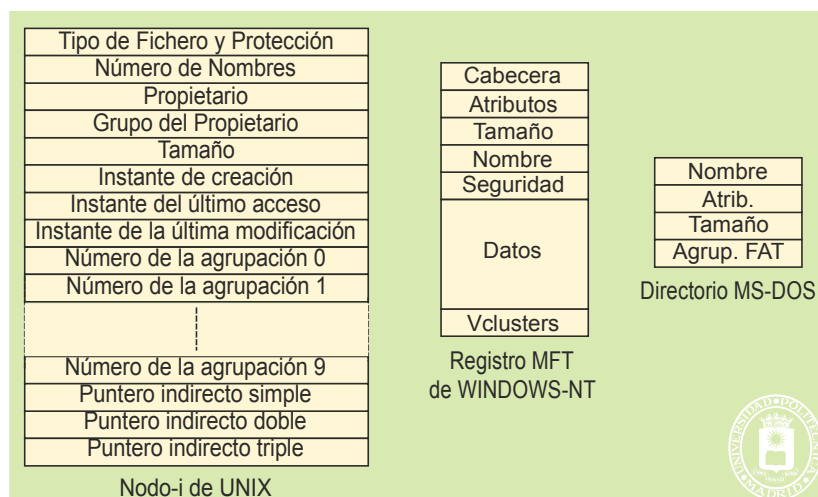 Tipo de Fichero y Protección
Número de Nombres
Propietario
Grupo del Propietario
Tamaño
Instante de creación
Instante del último acceso
Instante de la última modificación
Número de la agrupación 0
Número de la agrupación 1
Número de la agrupación 9
Puntero indirecto simple
Puntero indirecto doble
Puntero indirecto triple
Nodo-i de UNIX
Cabecera
Atributos
Tamaño
Nombre
Seguridad
Datos
Vclusters
Registro MFT
de WINDOWS-NT
Nombre
Atrib.
Tamaño
Agrup. FAT
Directorio MS-DOS
UNIVERSIDAD POLITECNICA
MADRID